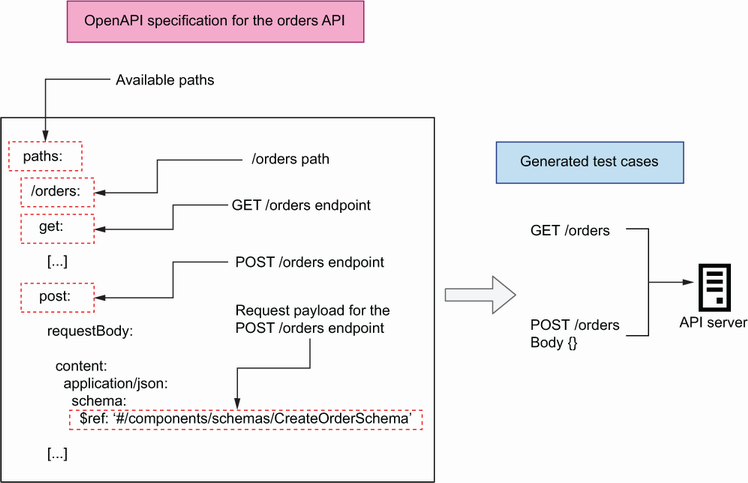 OpenAPI specification for the orders API
Available paths
paths:
/orders path
/orders:
GET /orders endpoint
get:
[...]
POST /orders endpoint
post:
Request payload for the
POST /orders endpoint
requestBody:
content:
application/json:
schema:
$ref: ‘#/components/schemas/CreateOrderSchema’
[...]
Generated test cases
GET /orders
POST /orders
Body {}
API server